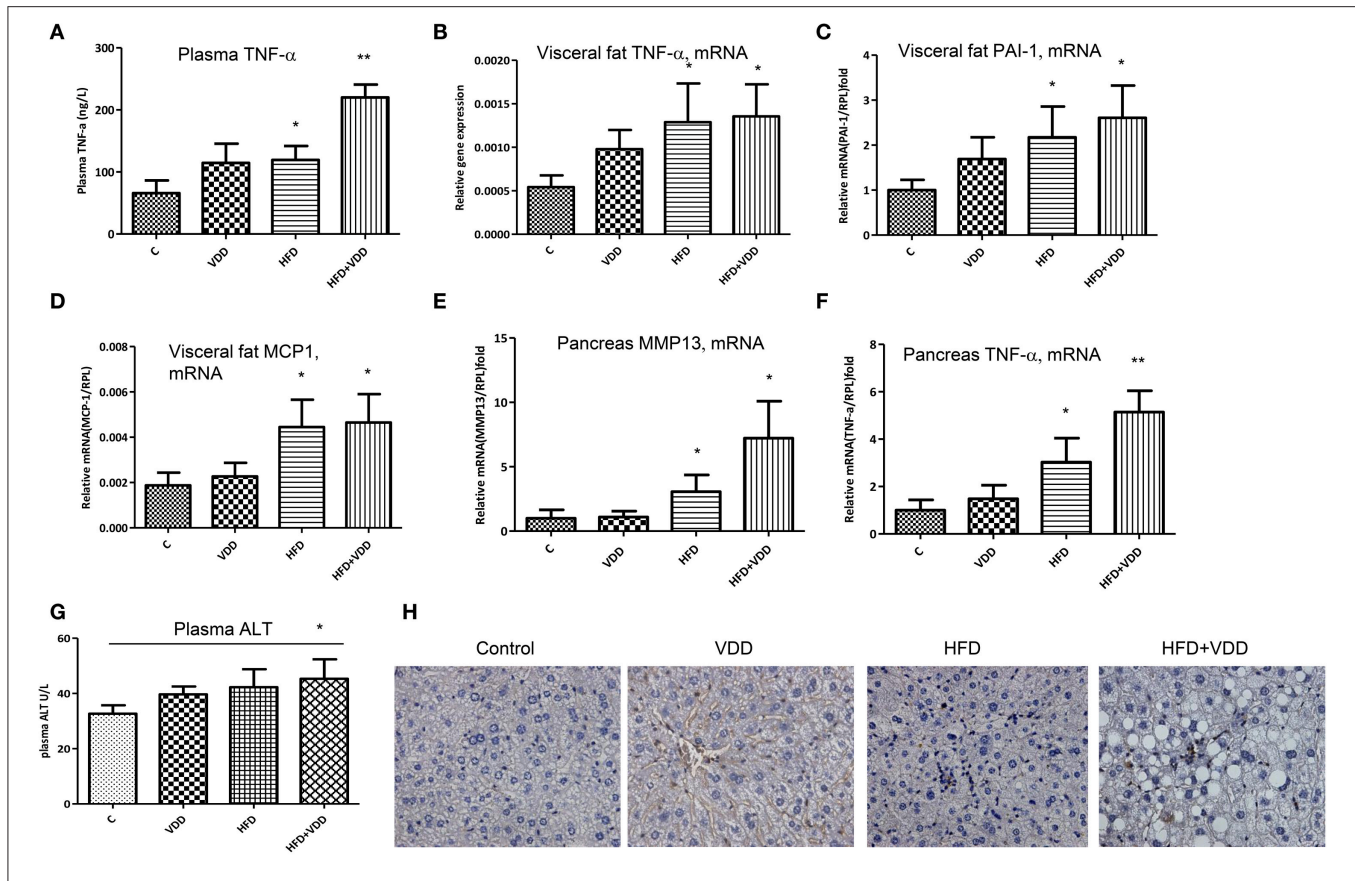 A
Plasma TNF-α
Plasma TNF-a (ng/L)
300
200
100
0
*
**
C
VDD
HFD
HFD+VDD
B
Visceral fat TNF-α, mRNA
Relative gene expression
0.0020
0.0015
0.0010
0.0005
0.0000
*
*
C
VDD
HFD
HFD+VDD
C
Visceral fat PAI-1, mRNA
Relative mRNA(PAI-1/RPL)fold
4
3
2
1
0
*
*
C
VDD
HFD
HFD+VDD
D
Visceral fat MCP1,
mRNA
Relative mRNA(MCP-1/RPL)
0.008
0.006
0.004
0.002
0.000
*
*
C
VDD
HFD
HFD+VDD
E
Pancreas MMP13, mRNA
Relative mRNA(MMP13/RPL)fold
15
10
5
0
*
*
C
VDD
HFD
HFD+VDD
F
Pancreas TNF-α, mRNA
Relative mRNA(TNF-a/RPL)fold
8
6
4
2
0
*
**
C
VDD
HFD
HFD+VDD
G
Plasma ALT
*
plasma ALT U/L
60
40
20
0
C
VDD
HFD
HFD+VDD
H
Control
VDD
HFD
HFD+VDD